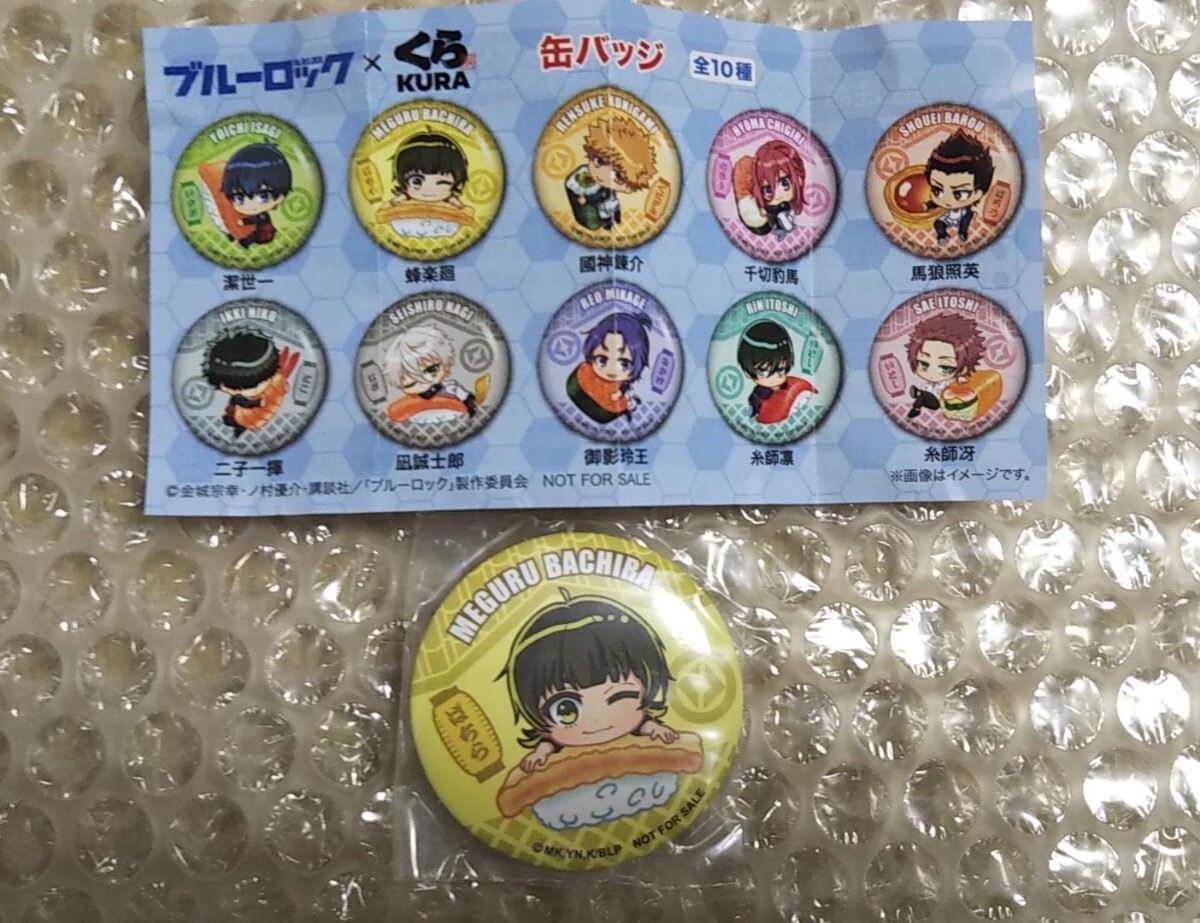 ブルーロック × くら KURA 缶バッジ 全10種
YOICHI ISAGI MEGURU BACHIRA RENSUKE KUNIGAMI HYOMA CHIGIRI SHOUEI BAROU
潔世一 蜂楽廻 國神錬介 千切豹馬 馬狼照英
IKKI NIKO SEISHIRO NAGI REO MIKAGE RIN ITOSHI SAE ITOSHI
二子一揮 凪誠士郎 御影玲王 糸師凛 糸師冴
©金城宗幸・ノ村優介・講談社/「ブルーロック」製作委員会 NOT FOR SALE ※画像はイメージです。
MEGURU BACHIRA
ばちら
©MK,YN,K/BLP NOT FOR SALE